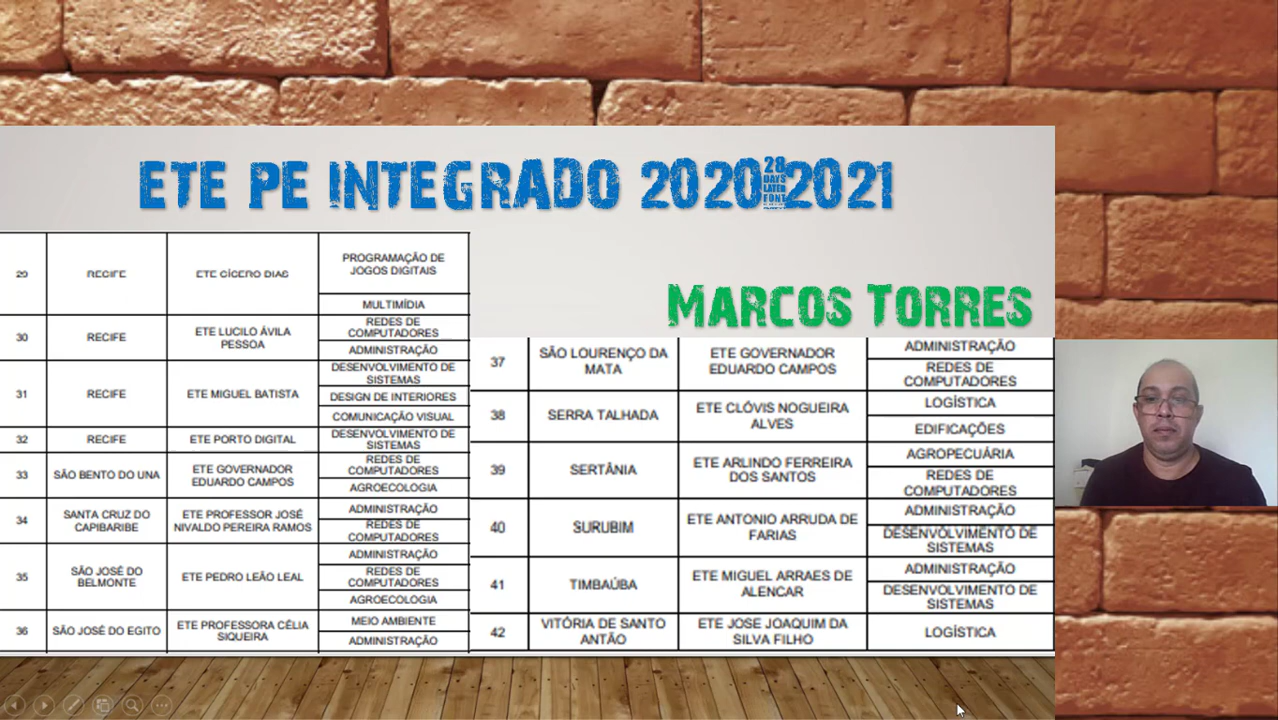 ETE PE INTEGRADO 2020 28 DAYS LATER FONT 2021
MARCOS TORRES
29 RECIFE ETE CÍCERO DIAS
PROGRAMAÇÃO DE
JOGOS DIGITAIS
MULTIMÍDIA
30 RECIFE
ETE LUCILO ÁVILA
PESSOA
REDES DE
COMPUTADORES
ADMINISTRAÇÃO
31 RECIFE ETE MIGUEL BATISTA
DESENVOLVIMENTO DE
SISTEMAS
DESIGN DE INTERIORES
COMUNICAÇÃO VISUAL
32 RECIFE ETE PORTO DIGITAL
DESENVOLVIMENTO DE
SISTEMAS
33 SÃO BENTO DO UNA
ETE GOVERNADOR
EDUARDO CAMPOS
REDES DE
COMPUTADORES
AGROECOLOGIA
34
SANTA CRUZ DO
CAPIBARIBE
ETE PROFESSOR JOSÉ
NIVALDO PEREIRA RAMOS
ADMINISTRAÇÃO
REDES DE
COMPUTADORES
35
SÃO JOSÉ DO
BELMONTE
ETE PEDRO LEÃO LEAL
ADMINISTRAÇÃO
REDES DE
COMPUTADORES
AGROECOLOGIA
36 SÃO JOSÉ DO EGITO
ETE PROFESSORA CÉLIA
SIQUEIRA
MEIO AMBIENTE
ADMINISTRAÇÃO
37
SÃO LOURENÇO DA
MATA
ETE GOVERNADOR
EDUARDO CAMPOS
ADMINISTRAÇÃO
REDES DE
COMPUTADORES
38 SERRA TALHADA
ETE CLÓVIS NOGUEIRA
ALVES
LOGÍSTICA
EDIFICAÇÕES
39 SERTÂNIA
ETE ARLINDO FERREIRA
DOS SANTOS
AGROPECUÁRIA
REDES DE
COMPUTADORES
40 SURUBIM
ETE ANTONIO ARRUDA DE
FARIAS
ADMINISTRAÇÃO
DESENVOLVIMENTO DE
SISTEMAS
41 TIMBAÚBA
ETE MIGUEL ARRAES DE
ALENCAR
ADMINISTRAÇÃO
DESENVOLVIMENTO DE
SISTEMAS
42
VITÓRIA DE SANTO
ANTÃO
ETE JOSE JOAQUIM DA
SILVA FILHO
LOGÍSTICA